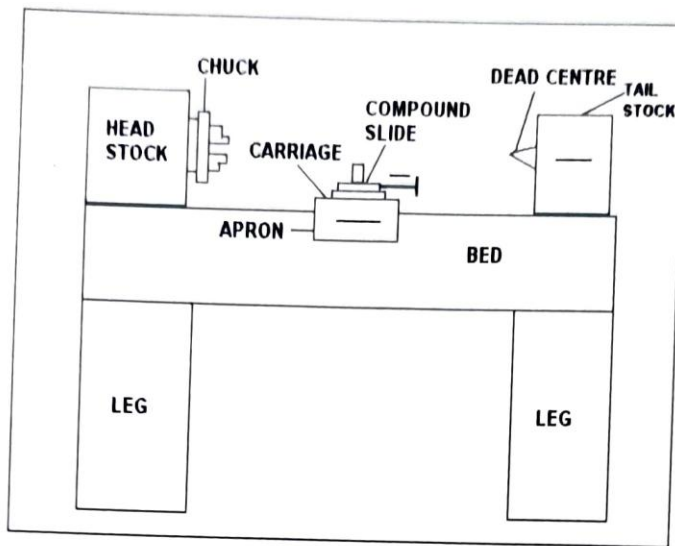 CHUCK
HEAD
STOCK
CARRIAGE
COMPOUND
SLIDE
DEAD CENTRE
TAIL
STOCK
APRON
BED
LEG
LEG